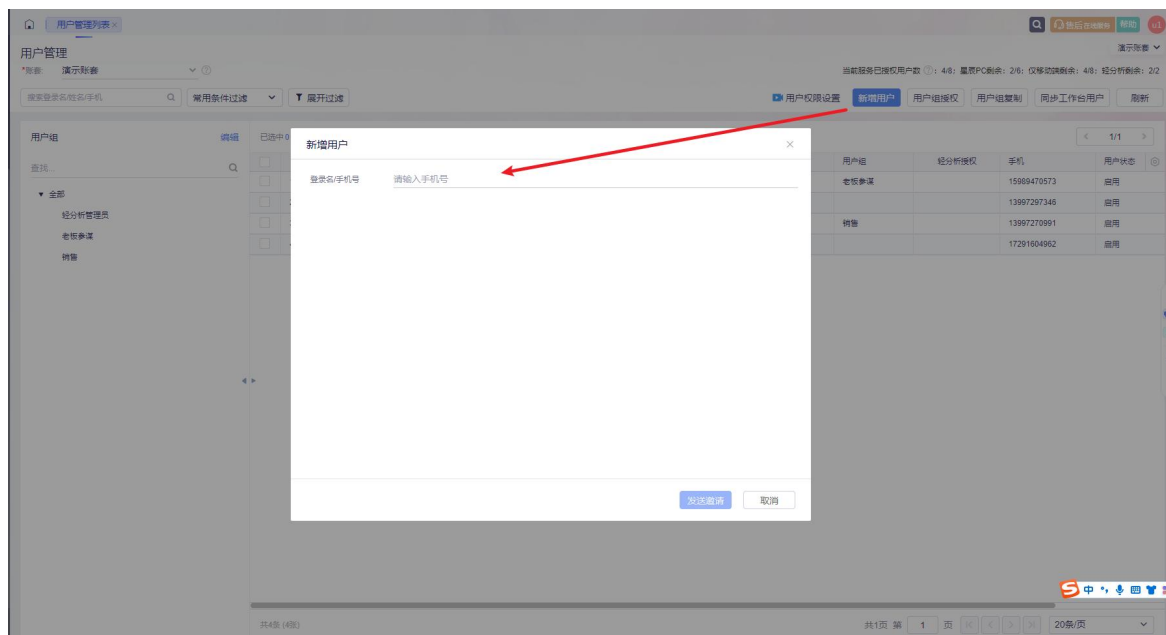 用户管理列表 ×
售后在线服务 帮助 u1
用户管理
演示账套
*账套 演示账套
当前服务已授权用户数 ?: 4/8; 星辰PC剩余: 2/6; 仅移动端剩余: 4/8; 轻分析剩余: 2/2
搜索登录名/姓名/手机 常用条件过滤 展开过滤 用户权限设置 新增用户 用户组授权 用户组复制 同步工作台用户 刷新
用户组 编辑 已选中0 1/1
新增用户 ×
查找... 用户组 轻分析授权 手机 用户状态
登录名/手机号 请输入手机号
老板参谋 15989470573 启用
全部
13997297346 启用
轻分析管理员
销售 13997270991 启用
老板参谋
17291604962 启用
销售
发送邀请 取消
中
共4条 (4组) 共1页 第 1 页 20条/页